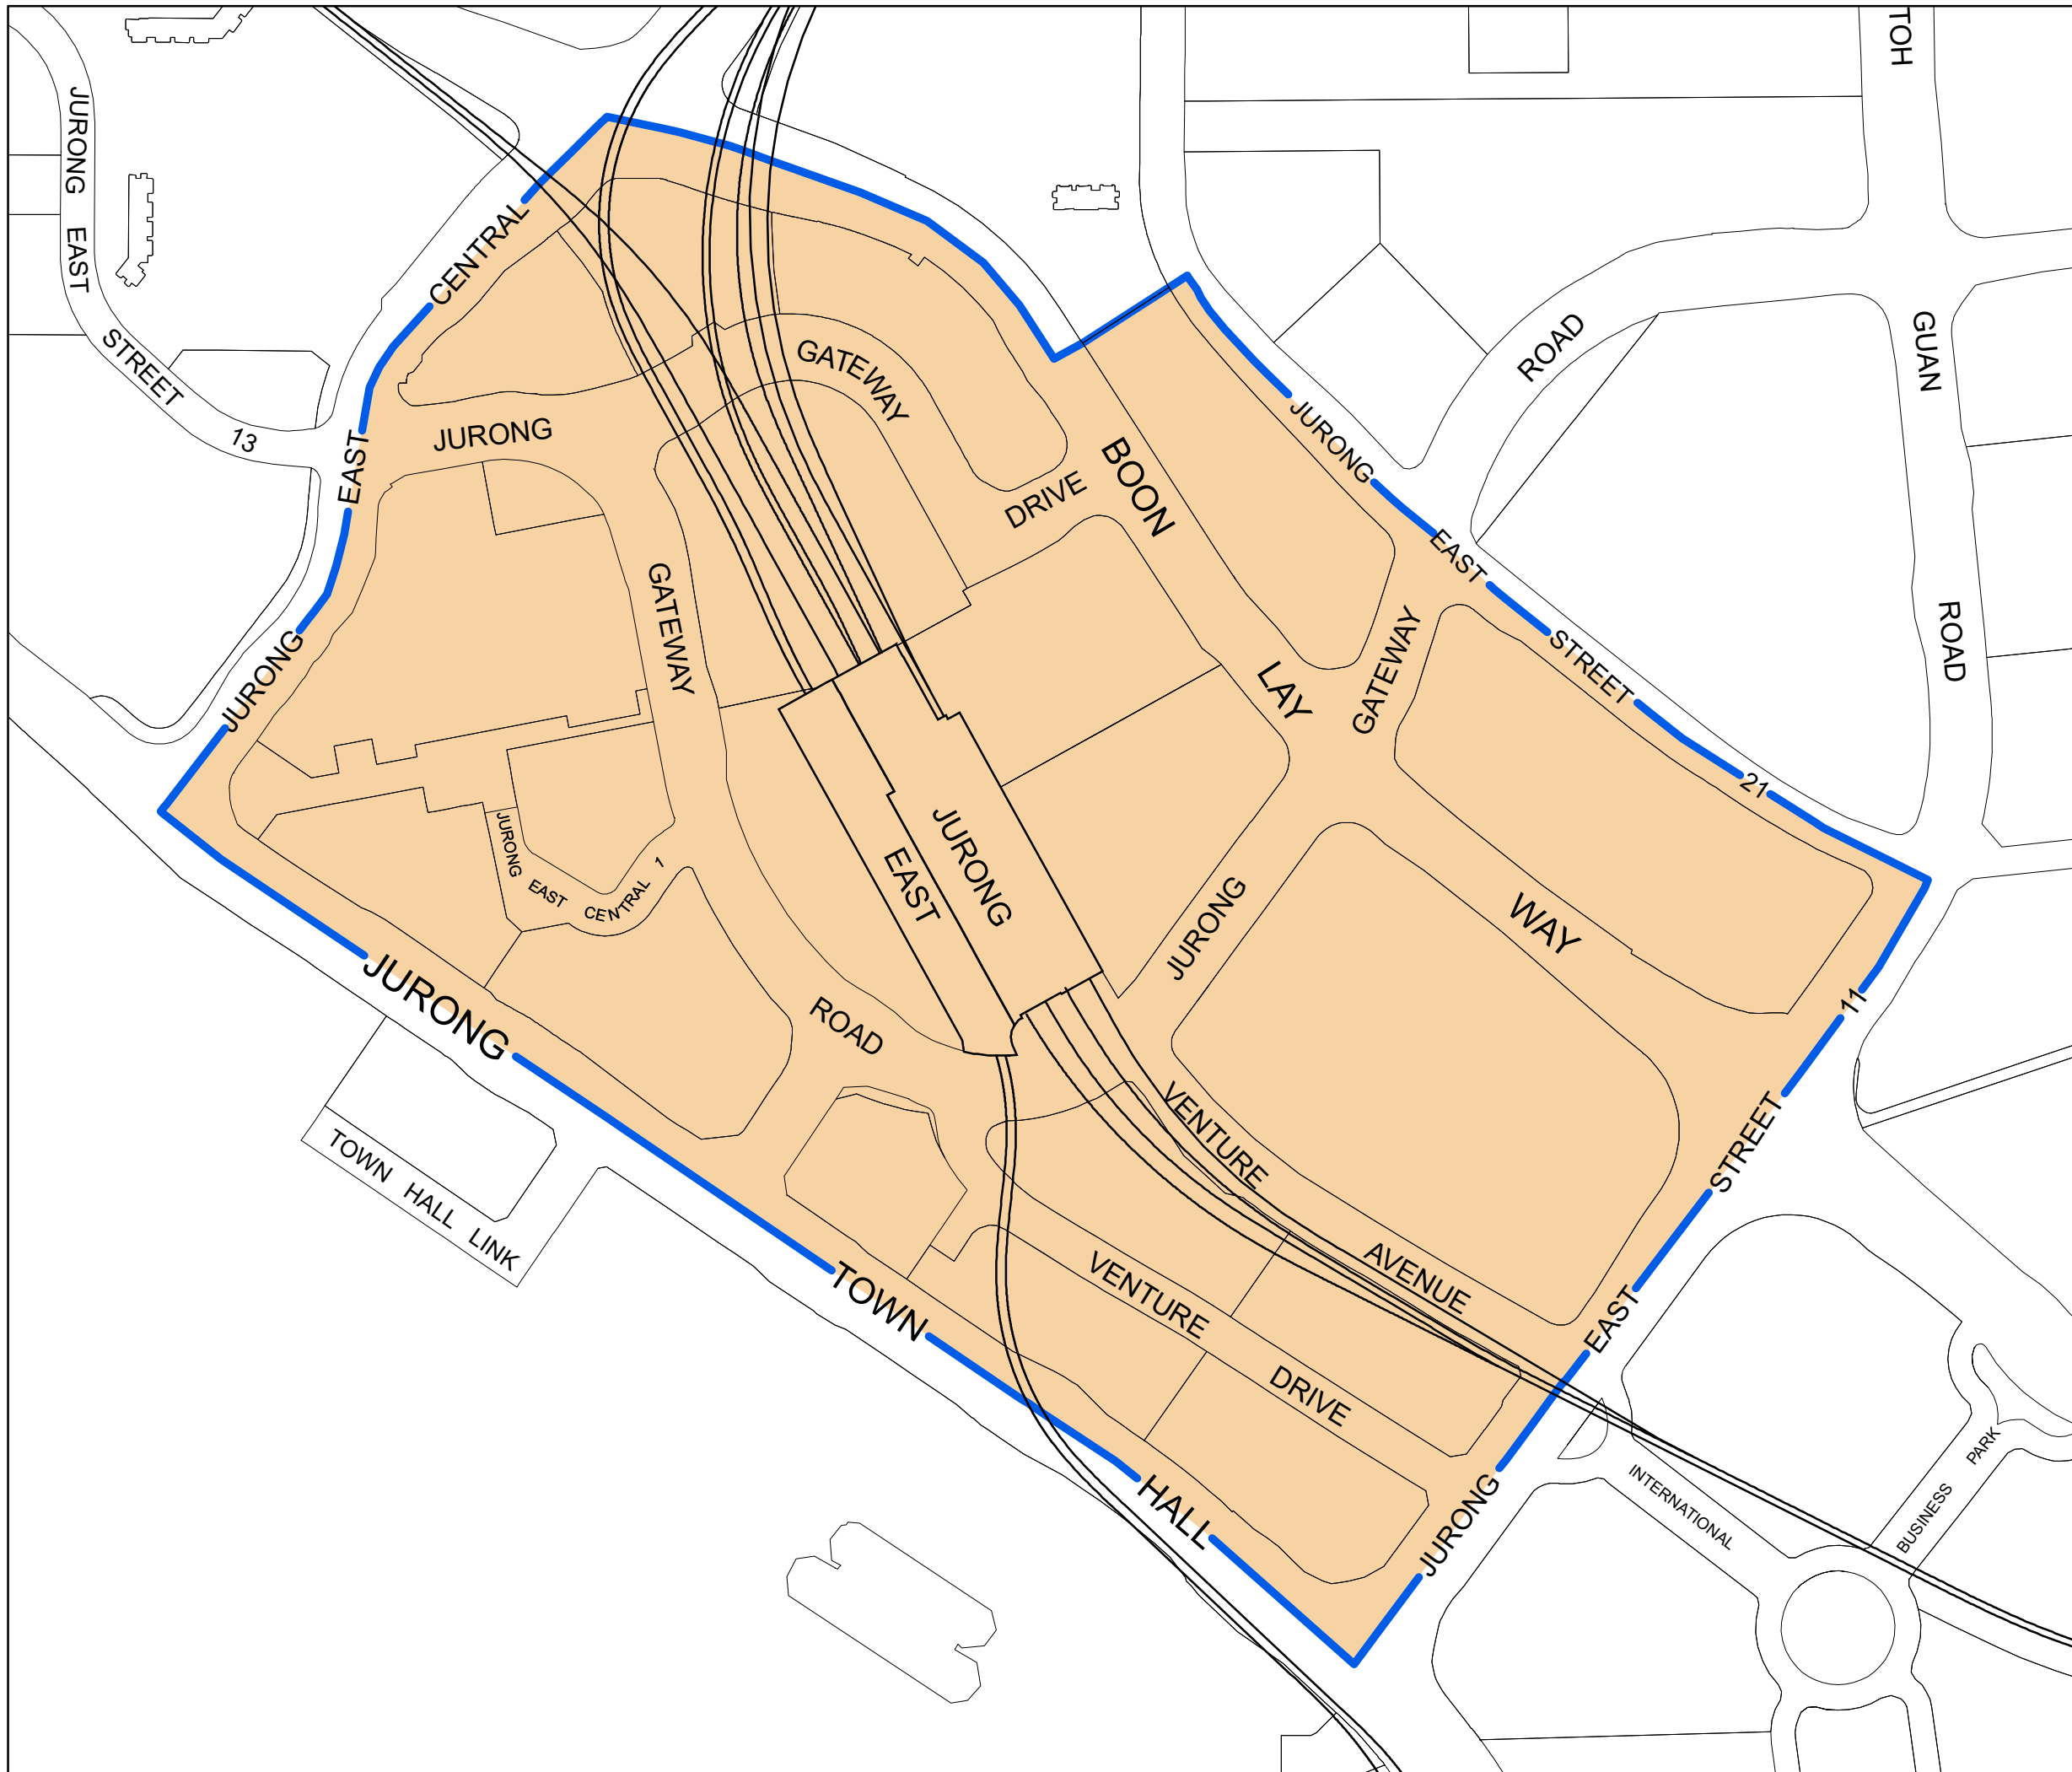 TOH
GUAN
ROAD
JURONG EAST
STREET
13
JURONG EAST CENTRAL
ROAD
GATEWAY
DRIVE
JURONG
GATEWAY
ROAD
BOON
LAY
WAY
JURONG EAST STREET 21
JURONG
GATEWAY
JURONG
EAST
JURONG
EAST
CENTRAL
1
VENTURE
AVENUE
VENTURE
DRIVE
JURONG EAST STREET 11
JURONG
TOWN
HALL
TOWN HALL LINK
INTERNATIONAL
BUSINESS PARK